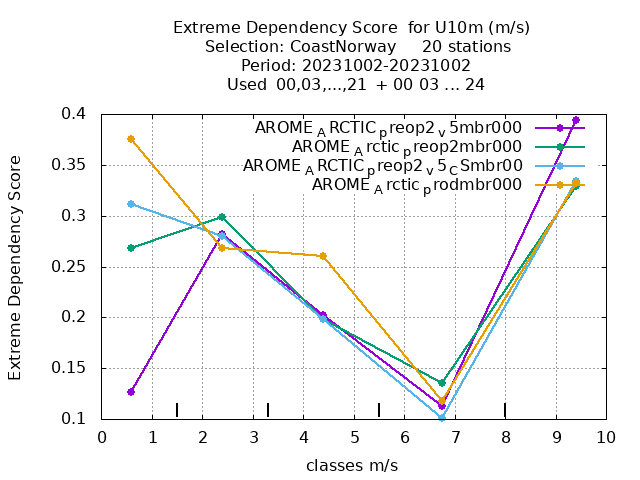 Extreme Dependency Score for U10m (m/s)
Selection: CoastNorway 20 stations
Period: 20231002-20231002
Used 00,03,...,21 + 00 03 ... 24
AROME_ARCTIC_preop2_v5mbr000
AROME_Arctic_preop2mbr000
AROME_ARCTIC_preop2_v5_CSmbr00
AROME_Arctic_prodmbr000
Extreme Dependency Score
0.4
0.35
0.3
0.25
0.2
0.15
0.1
0 1 2 3 4 5 6 7 8 9 10
classes m/s